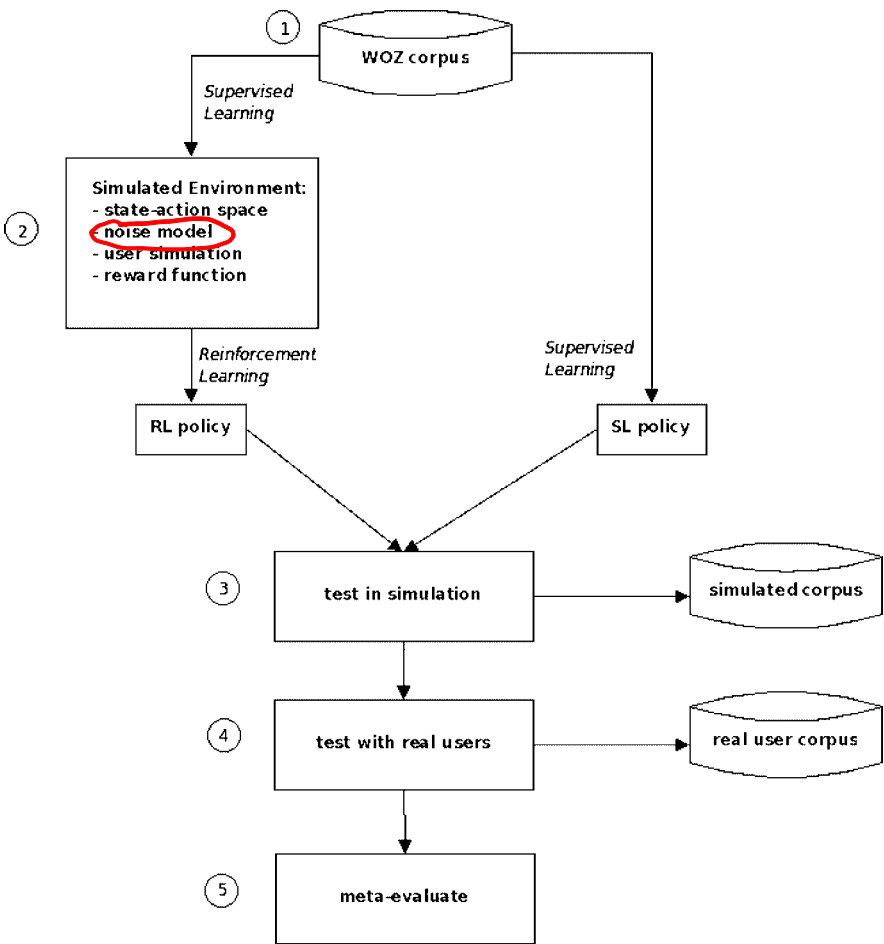 1
WOZ corpus
Supervised
Learning
Simulated Environment:
- state-action space
- noise model
- user simulation
- reward function
2
Reinforcement
Learning
Supervised
Learning
RL policy
SL policy
3
test in simulation
simulated corpus
4
test with real users
real user corpus
5
meta-evaluate